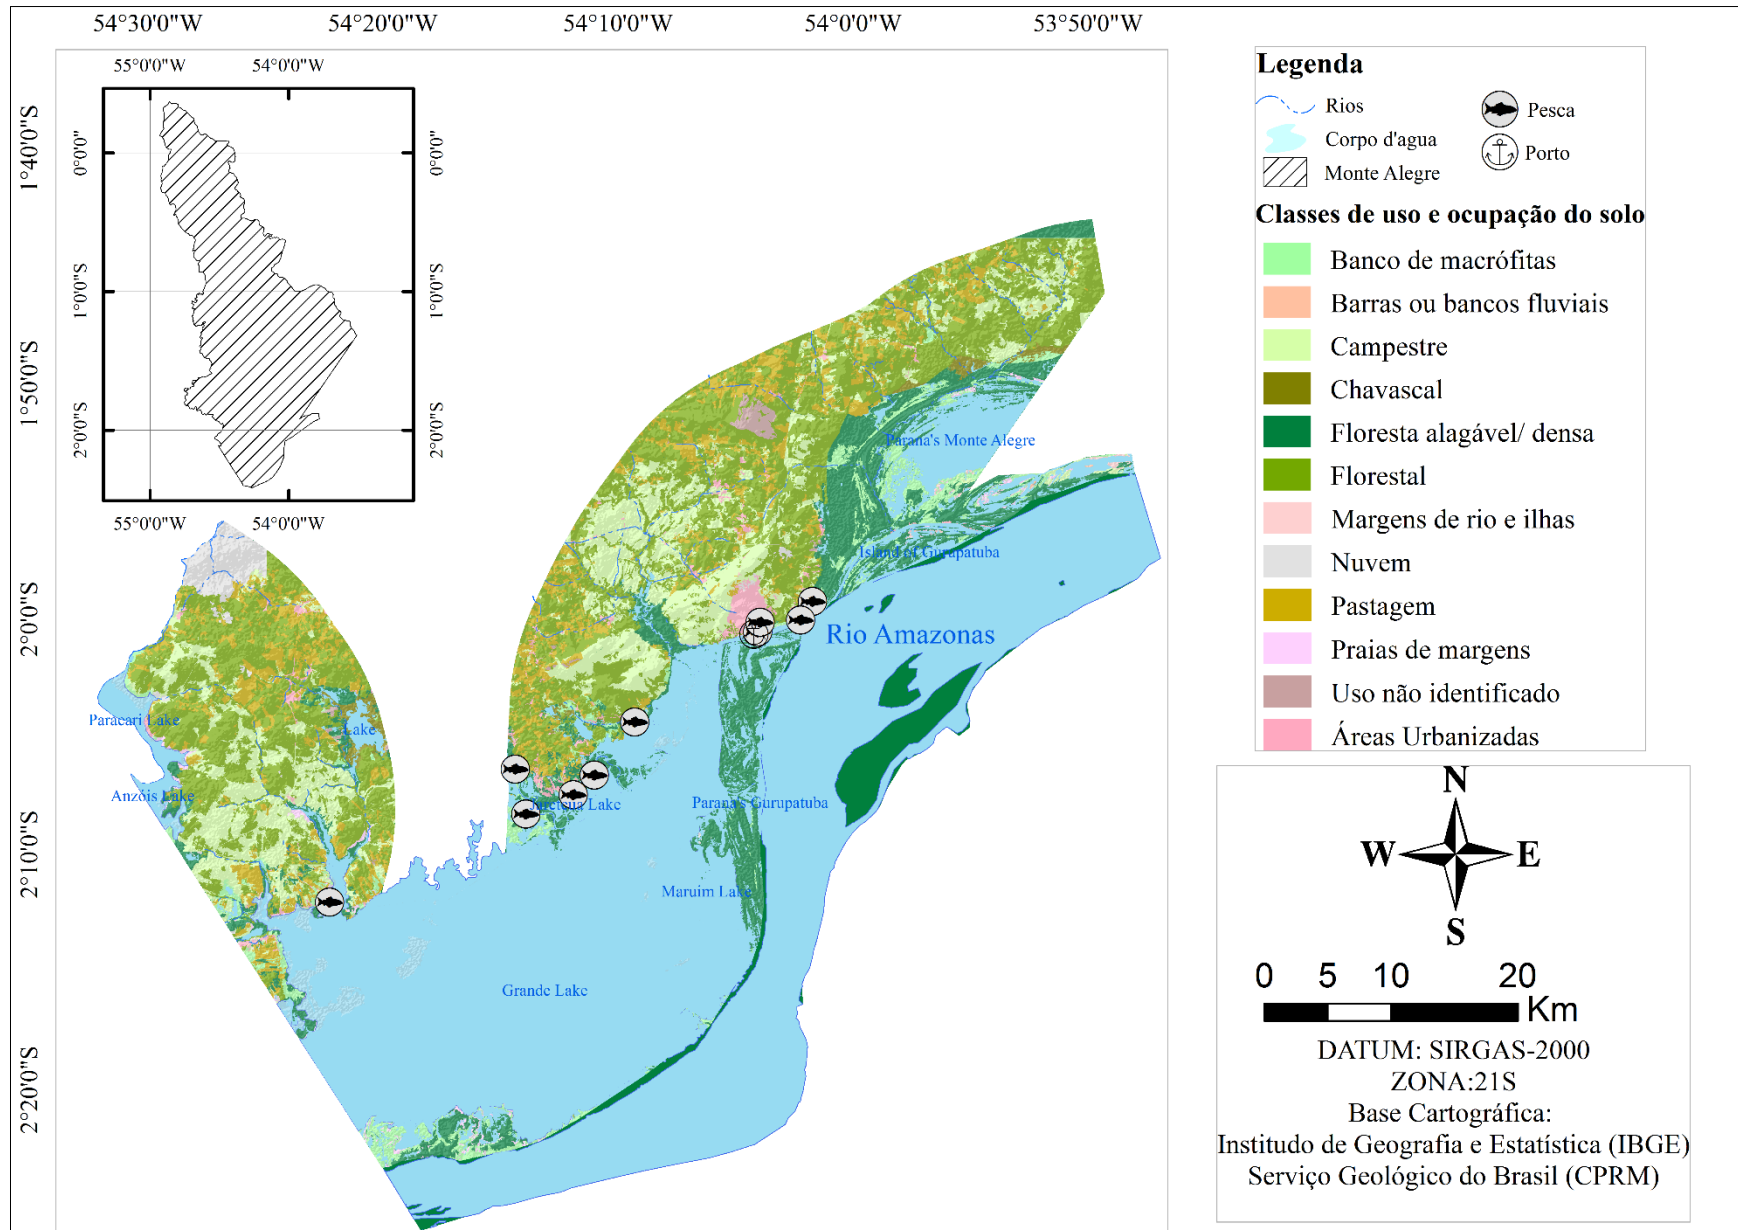 54°30'0"W 54°20'0"W 54°10'0"W 54°0'0"W 53°50'0"W
1°40'0"S
1°50'0"S
2°0'0"S
2°10'0"S
2°20'0"S
55°0'0"W 54°0'0"W
0°0'0"
1°0'0"S
2°0'0"S
0°0'0"
1°0'0"S
2°0'0"S
55°0'0"W 54°0'0"W
Parana's Monte Alegre
Island of Gurupatuba
Rio Amazonas
Paracari Lake
Lake
Anzóis Lake
Parana's Gurupatuba
Lake
Maruim Lake
Grande Lake
Legenda
Rios
Corpo d'agua
Monte Alegre
Pesca
Porto
Classes de uso e ocupação do solo
Banco de macrófitas
Barras ou bancos fluviais
Campestre
Chavascal
Floresta alagável/ densa
Florestal
Margens de rio e ilhas
Nuvem
Pastagem
Praias de margens
Uso não identificado
Áreas Urbanizadas
N
W E
S
0 5 10 20
Km
DATUM: SIRGAS-2000
ZONA:21S
Base Cartográfica:
Institudo de Geografia e Estatística (IBGE)
Serviço Geológico do Brasil (CPRM)